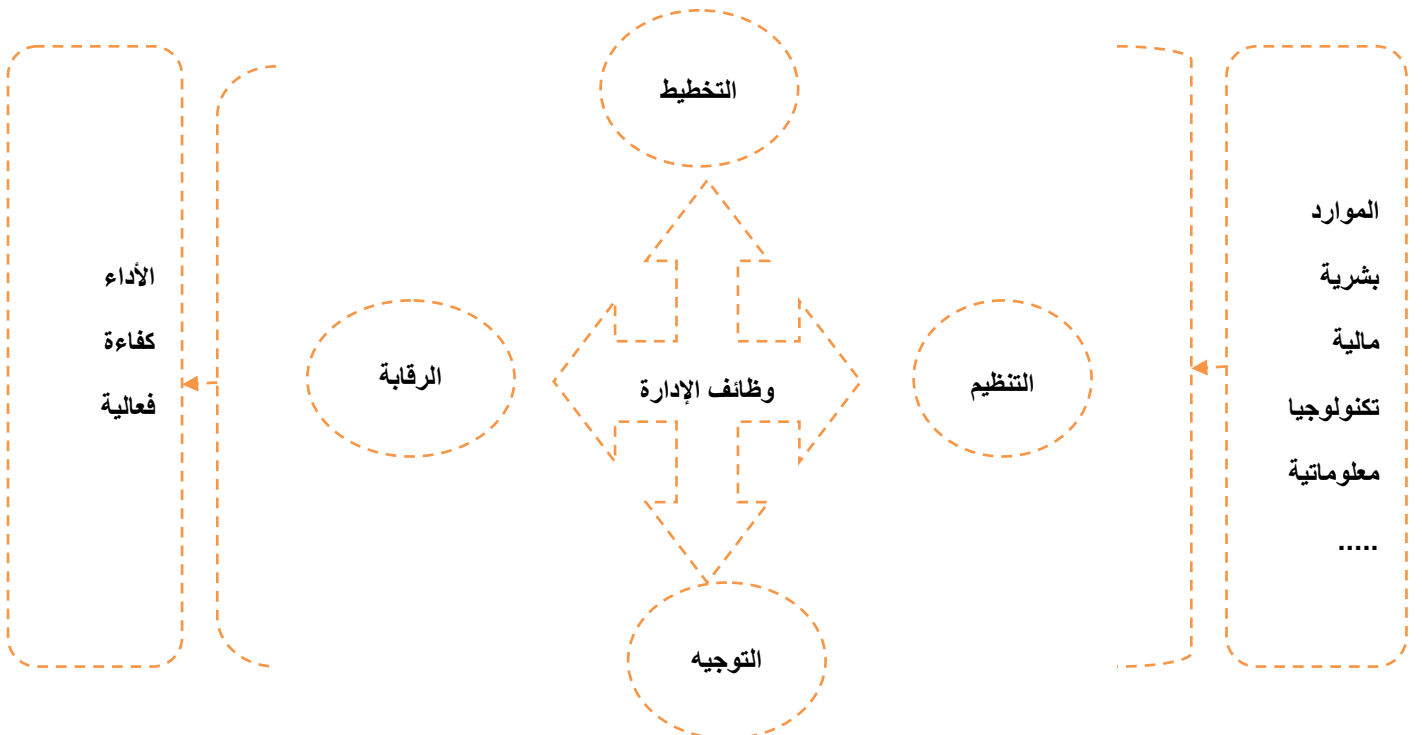 التخطيط
الموارد
بشرية
مالية
تكنولوجيا
معلوماتية
.....
التنظيم
وظائف الإدارة
الرقابة
التوجيه
الأداء
كفاءة
فعالية